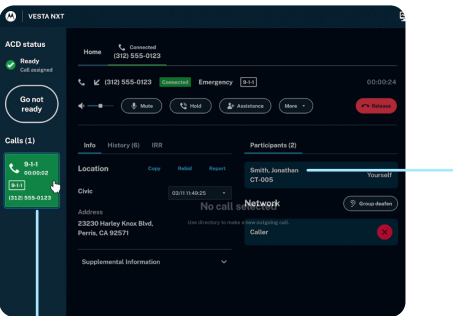 VESTA NXT
ACD status
Ready
Call assigned
Go not
ready
Calls (1)
9-1-1
00:00:02
9-1-1
(312) 555-0123
Home
Connected
(312) 555-0123
(312) 555-0123 Connected Emergency 9-1-1 00:00:24
Mute Hold Assistance More Release
Info History (6) IRR
Location Copy Rebid Report
Civic 03/11 11:49:25
Address
23230 Harley Knox Blvd,
Perris, CA 92571
Supplemental Information
No call selected
Use directory to make a new outgoing call.
Participants (2)
Smith, Jonathan
CT-005
Yourself
Network Group deafen
Caller